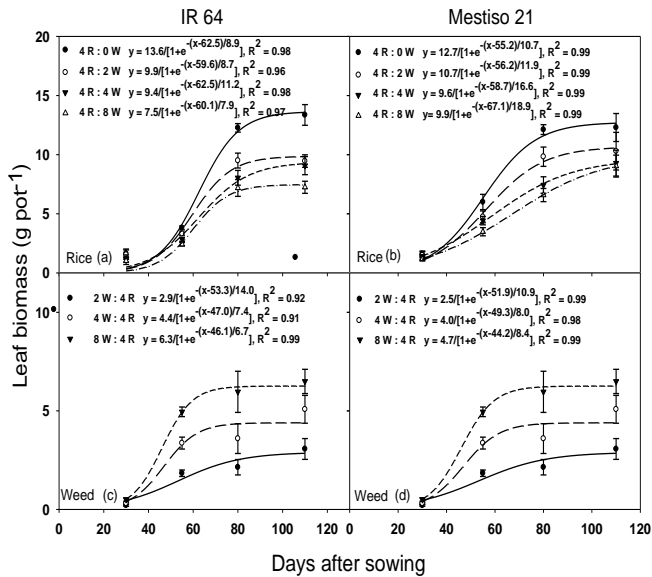 IR 64
Mestiso 21
20
15
10
5
0
10
5
0
Leaf biomass (g pot-1)
4 R : 0 W y = 13.6/[1+e-(x-62.5)/8.9], R2 = 0.98
4 R : 2 W y = 9.9/[1+e-(x-59.6)/8.7], R2 = 0.96
4 R : 4 W y = 9.4/[1+e-(x-62.5)/11.2], R2 = 0.98
4 R : 8 W y = 7.5/[1+e-(x-60.1)/7.9], R2 = 0.97
Rice (a)
4 R : 0 W y = 12.7/[1+e-(x-55.2)/10.7], R2 = 0.99
4 R : 2 W y = 10.7/[1+e-(x-56.2)/11.9], R2 = 0.99
4 R : 4 W y = 9.6/[1+e-(x-58.7)/16.6], R2 = 0.99
4 R : 8 W y = 9.9/[1+e-(x-67.1)/18.9], R2 = 0.99
Rice (b)
2 W : 4 R y = 2.9/[1+e-(x-53.3)/14.0], R2 = 0.92
4 W : 4 R y = 4.4/[1+e-(x-47.0)/7.4], R2 = 0.91
8 W : 4 R y = 6.3/[1+e-(x-46.1)/6.7], R2 = 0.99
Weed (c)
2 W : 4 R y = 2.5/[1+e-(x-51.9)/10.9], R2 = 0.99
4 W : 4 R y = 4.0/[1+e-(x-49.3)/8.0], R2 = 0.98
8 W : 4 R y = 4.7/[1+e-(x-44.2)/8.4], R2 = 0.99
Weed (d)
0 20 40 60 80 100 20 40 60 80 100 120
Days after sowing